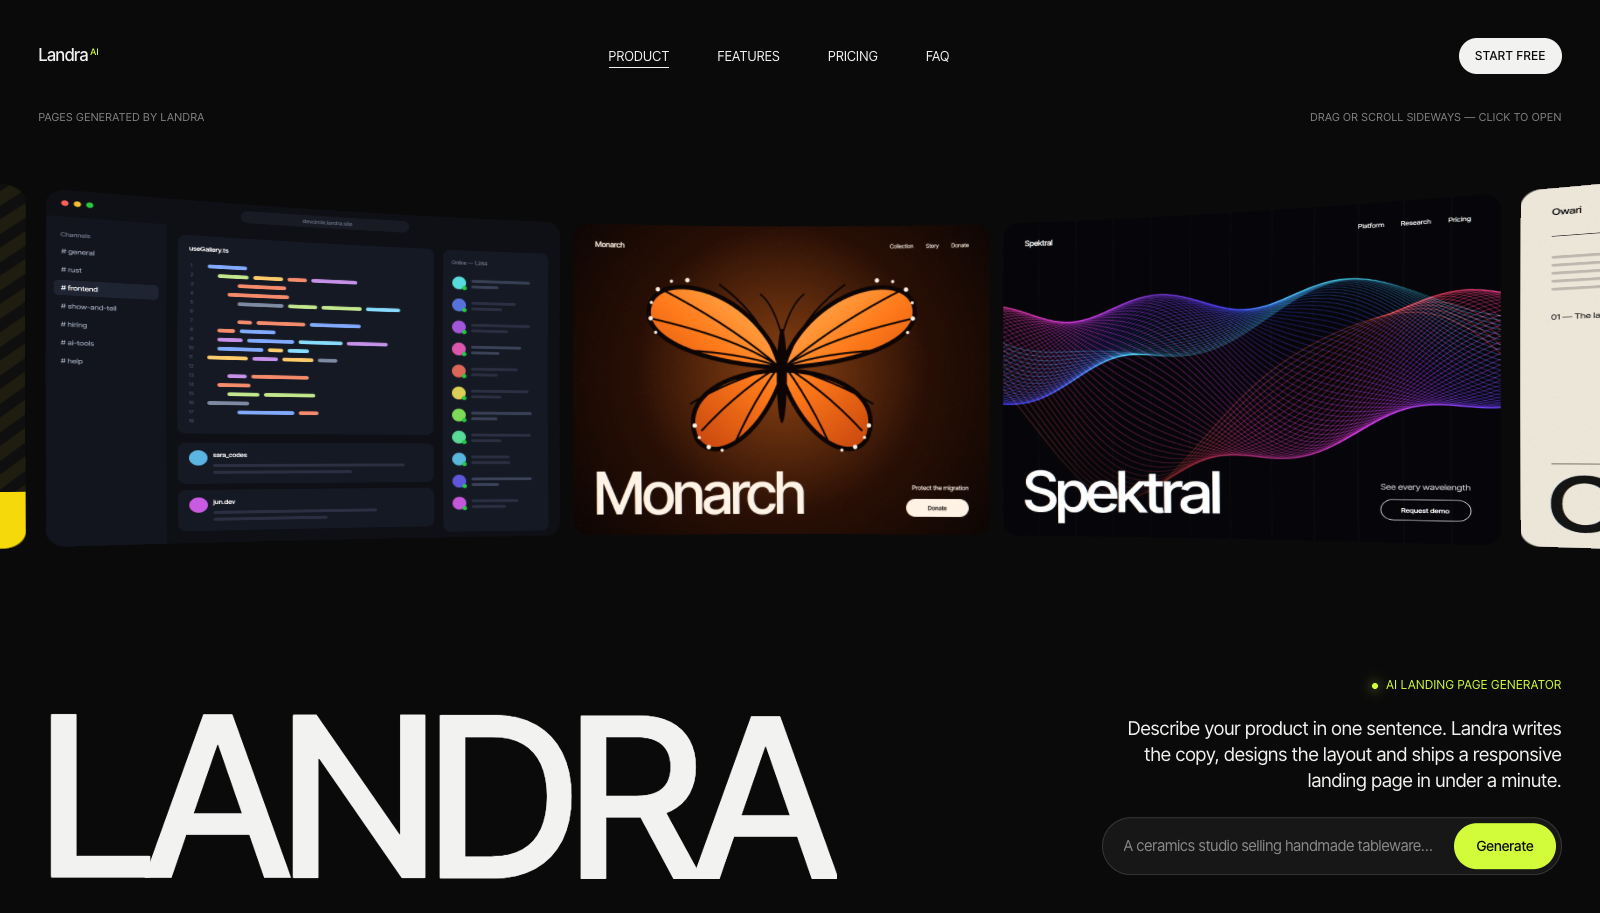 Landra AI
PRODUCT
FEATURES
PRICING
FAQ
START FREE
PAGES GENERATED BY LANDRA
DRAG OR SCROLL SIDEWAYS — CLICK TO OPEN
Channels
# general
# rust
# frontend
# show-and-tell
# hiring
# ai-tools
# help
useGallery.ts
sara_codes
jun.dev
Monarch
Collection
Story
Donate
Monarch
Protect the migration
Donate
Spektral
Platform
Research
Pricing
Spektral
See every wavelength
Request demo
Owari
01 — The la
O
LANDRA
AI LANDING PAGE GENERATOR
Describe your product in one sentence. Landra writes
the copy, designs the layout and ships a responsive
landing page in under a minute.
A ceramics studio selling handmade tableware...
Generate